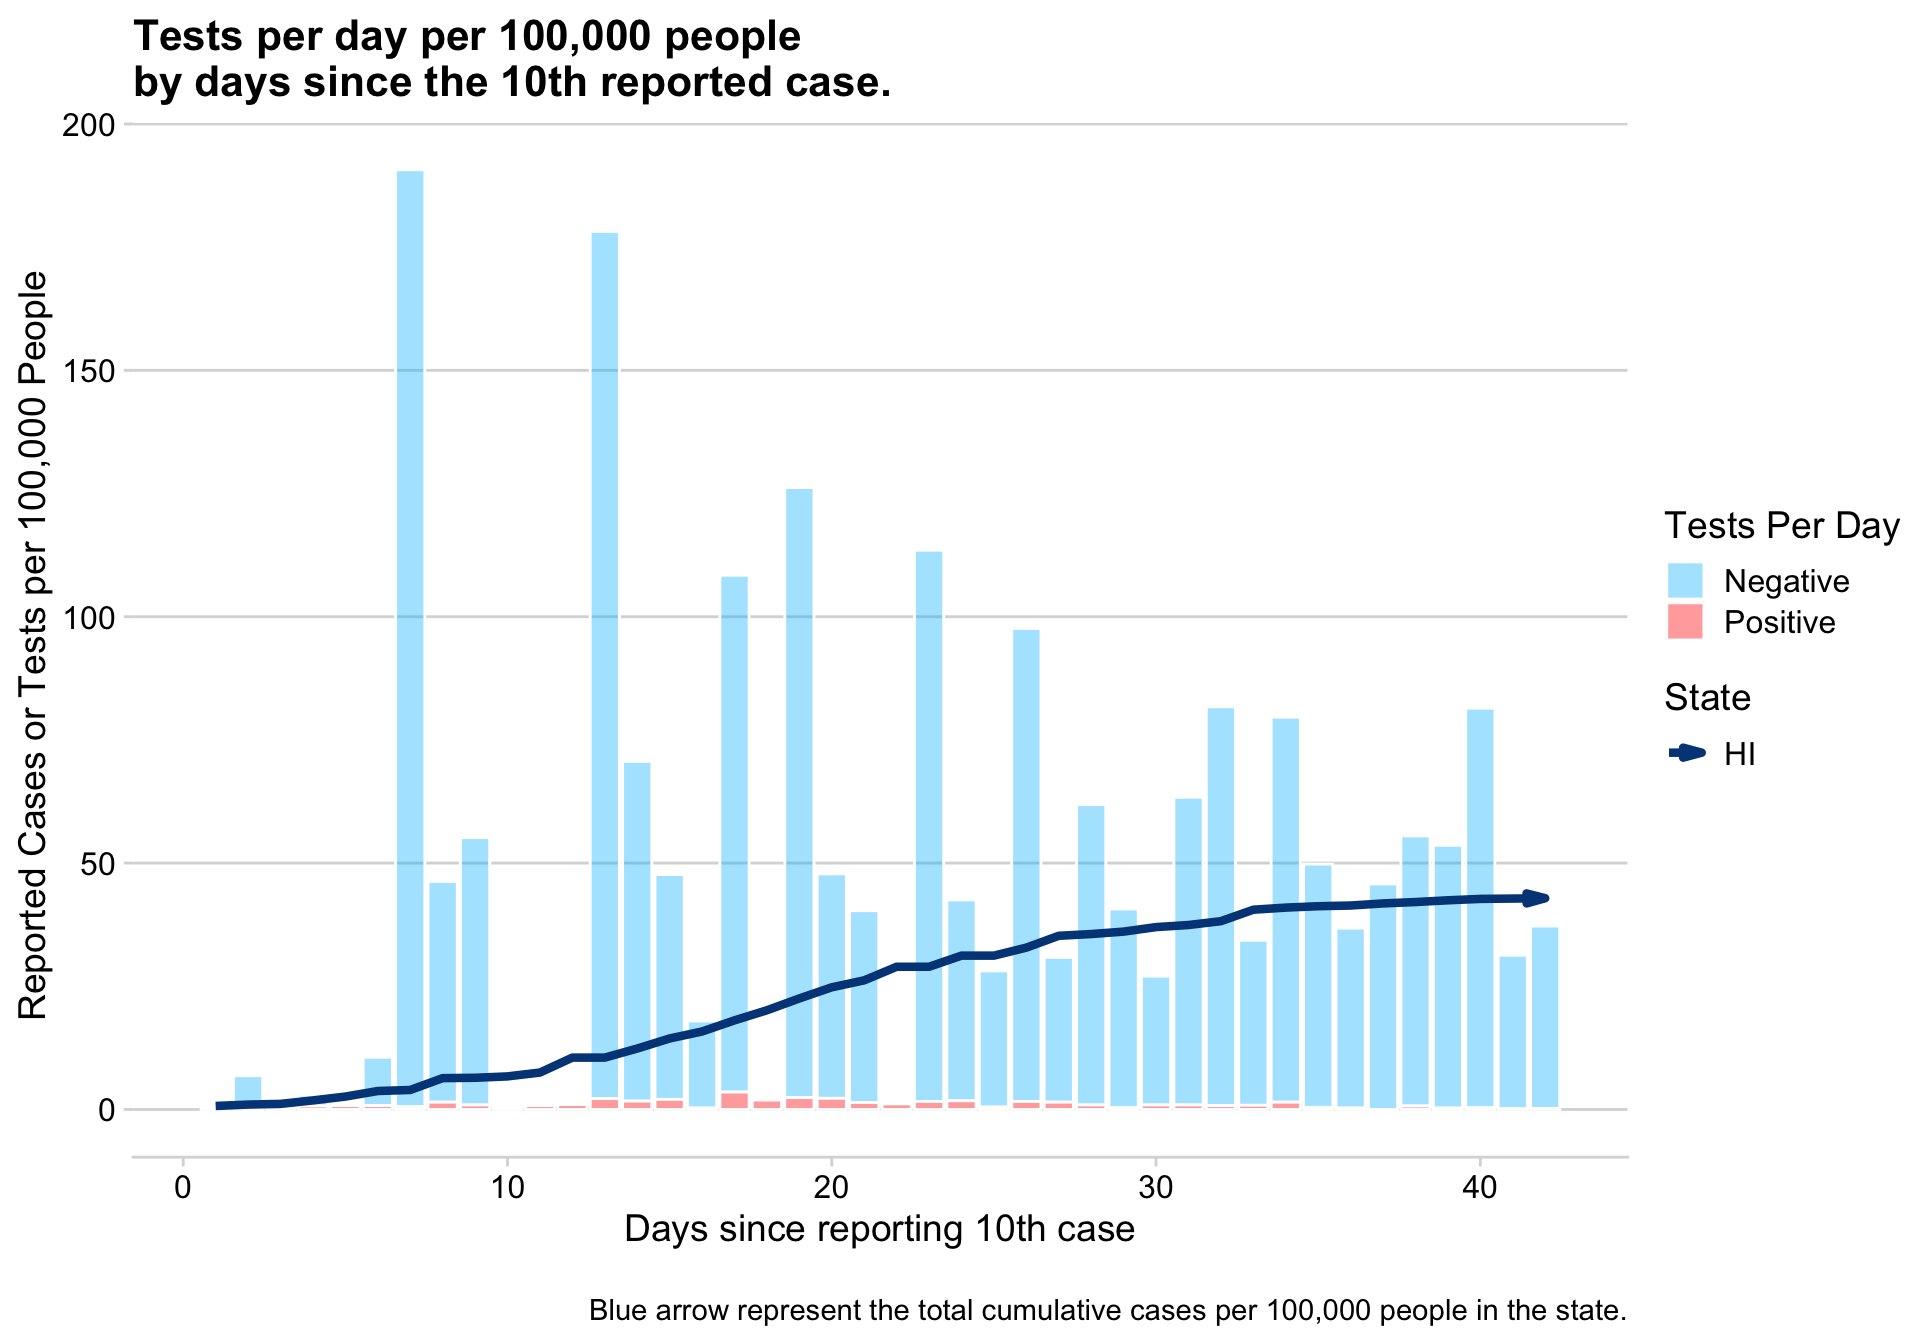 Tests per day per 100,000 people
by days since the 10th reported case.
Reported Cases or Tests per 100,000 People
200
150
100
50
0
0
10
20
30
40
Days since reporting 10th case
Tests Per Day
Negative
Positive
State
HI
Blue arrow represent the total cumulative cases per 100,000 people in the state.